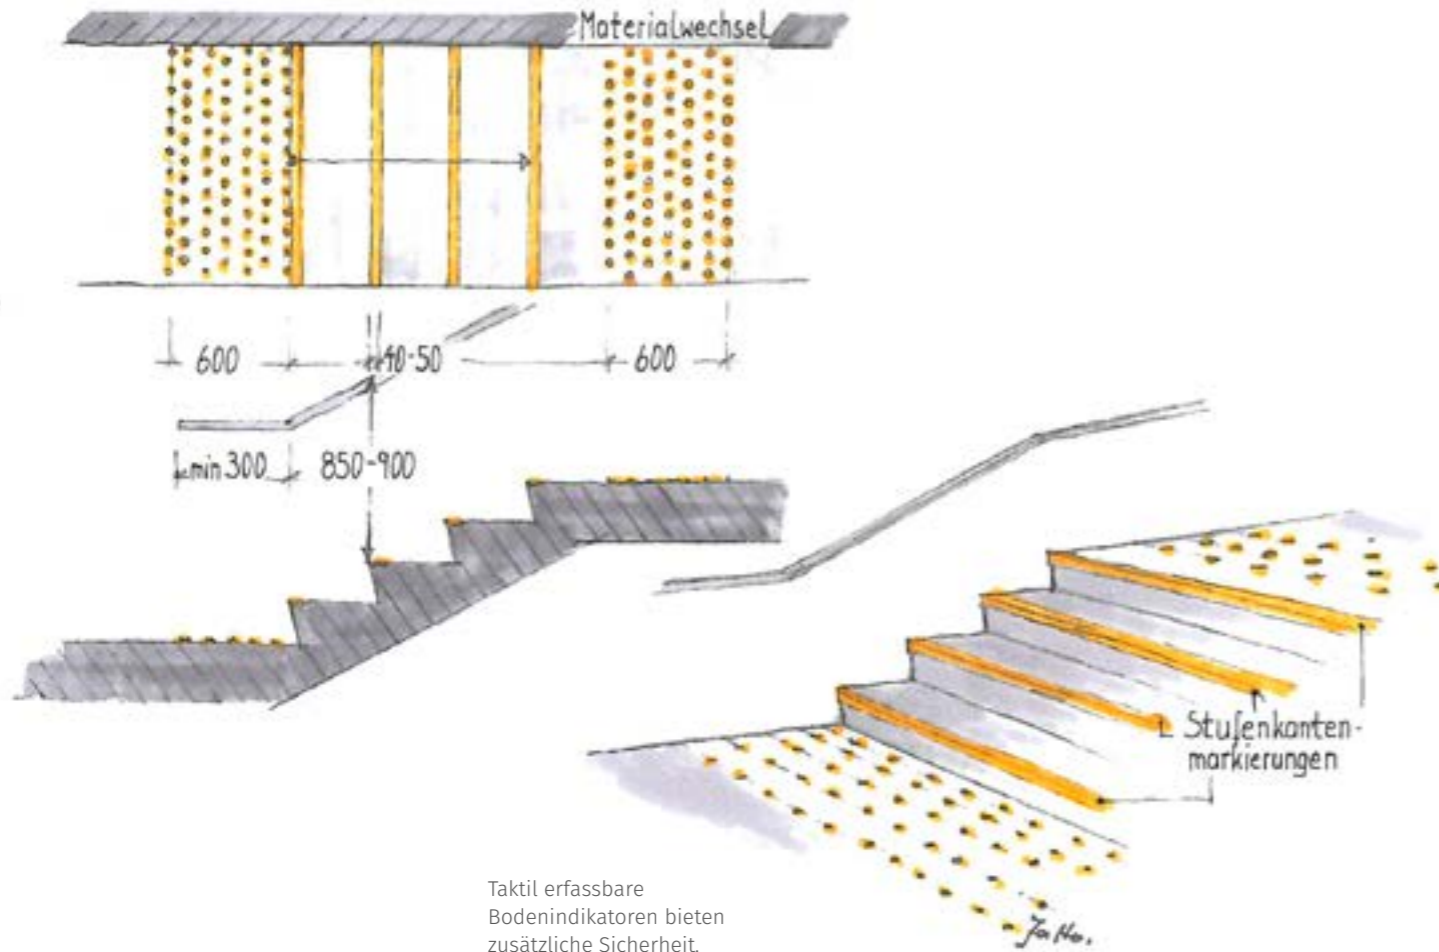 Materialwechsel
600
40-50
600
min 300
850-900
Stufenkanten-
markierungen
Taktil erfassbare
Bodenindikatoren bieten
zusätzliche Sicherheit.